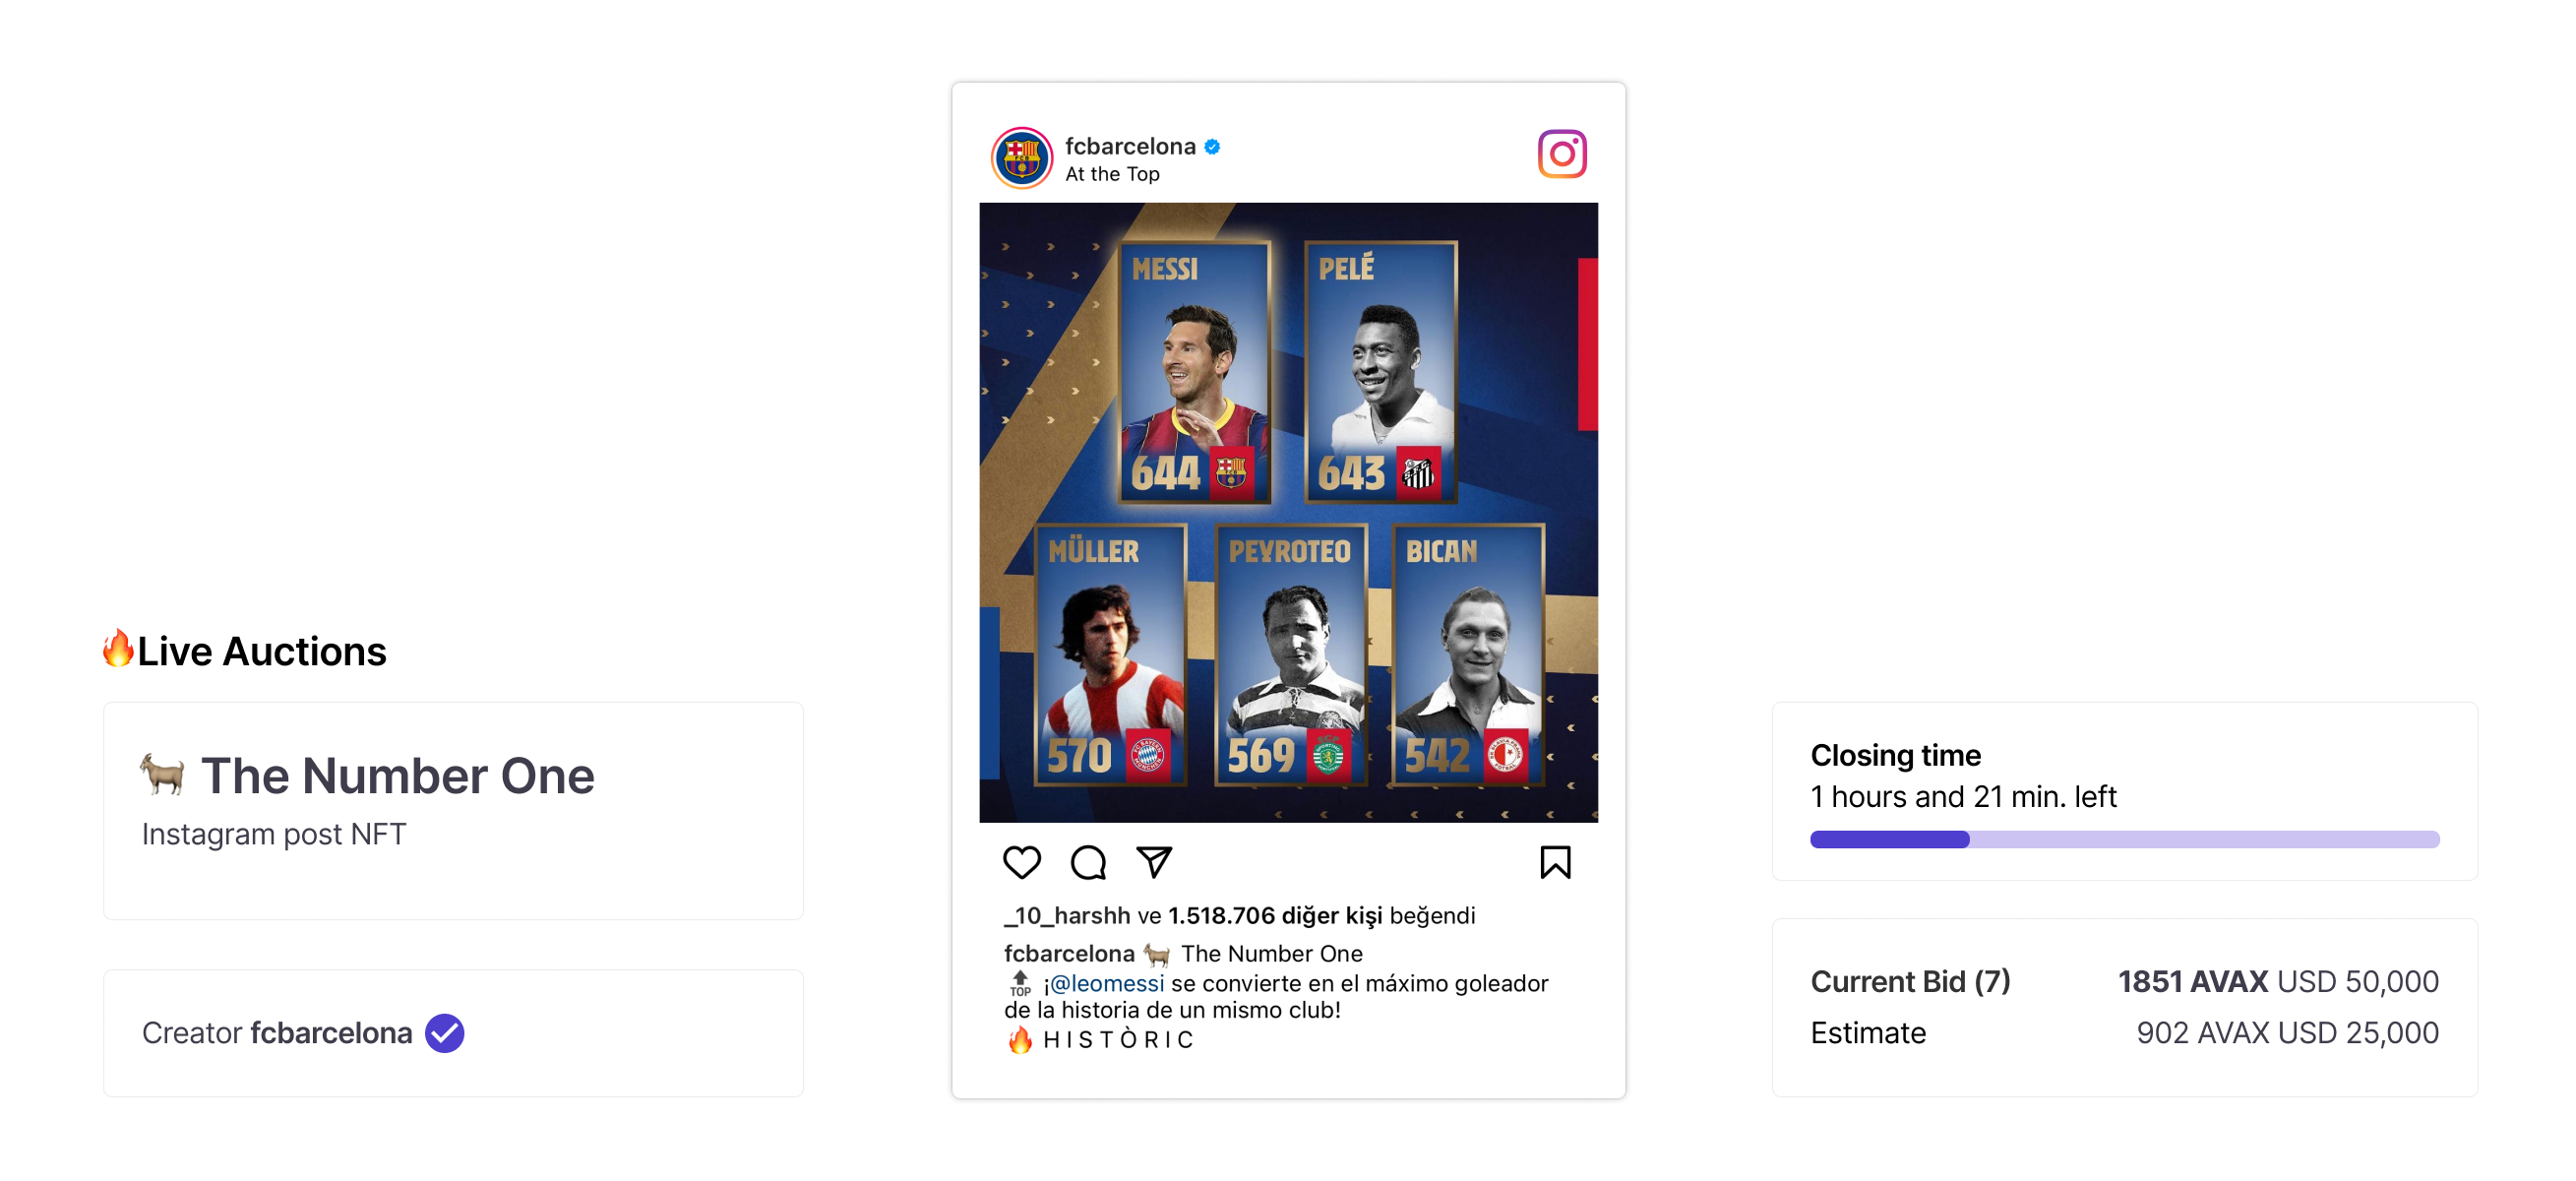 🔥Live Auctions
🐐 The Number One
Instagram post NFT
Creator fcbarcelona
fcbarcelona
At the Top
MESSI
644
PELÉ
643
MÜLLER
570
PEYROTEO
569
BICAN
542
_10_harshh ve 1.518.706 diğer kişi beğendi
fcbarcelona 🐐 The Number One
🔝 ¡@leomessi se convierte en el máximo goleador
de la historia de un mismo club!
🔥 H I S T Ò R I C
Closing time
1 hours and 21 min. left
Current Bid (7) 1851 AVAX USD 50,000
Estimate 902 AVAX USD 25,000